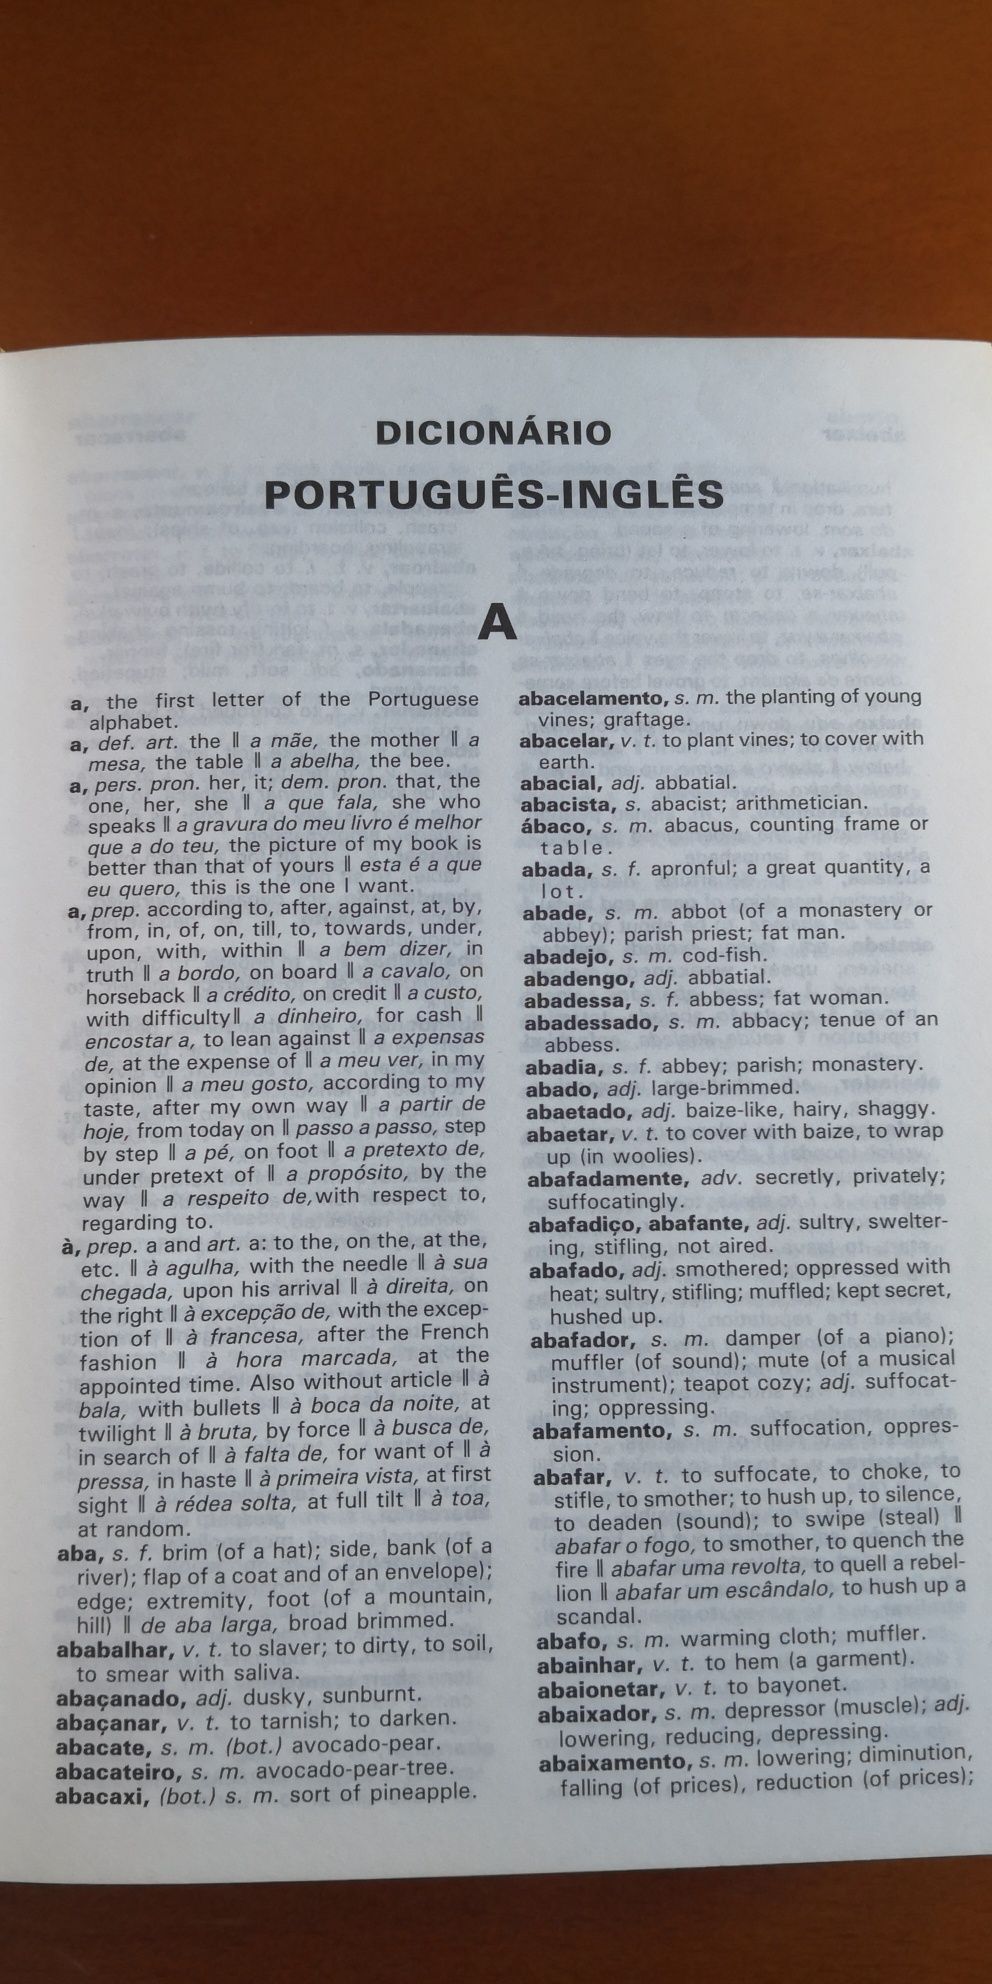 DICIONÁRIO
PORTUGUÊS-INGLÊS
A
a, the first letter of the Portuguese
alphabet.
a, def. art. the ǁ a mãe, the mother ǁ a
mesa, the table ǁ a abelha, the bee.
a, pers. pron. her, it; dem. pron. that, the
one, her, she ǁ a que fala, she who
speaks ǁ a gravura do meu livro é melhor
que a do teu, the picture of my book is
better than that of yours ǁ esta é a que
eu quero, this is the one I want.
a, prep. according to, after, against, at, by,
from, in, of, on, till, to, towards, under,
upon, with, within ǁ a bem dizer, in
truth ǁ a bordo, on board ǁ a cavalo, on
horseback ǁ a crédito, on credit ǁ a custo,
with difficultyǁ a dinheiro, for cash ǁ
encostar a, to lean against ǁ a expensas
de, at the expense of ǁ a meu ver, in my
opinion ǁ a meu gosto, according to my
taste, after my own way ǁ a partir de
hoje, from today on ǁ passo a passo, step
by step ǁ a pé, on foot ǁ a pretexto de,
under pretext of ǁ a propósito, by the
way ǁ a respeito de,with respect to,
regarding to.
à, prep. a and art. a: to the, on the, at the,
etc. ǁ à agulha, with the needle ǁ à sua
chegada, upon his arrival ǁ à direita, on
the right ǁ à excepção de, with the excep-
tion of ǁ à francesa, after the French
fashion ǁ à hora marcada, at the
appointed time. Also without article ǁ à
bala, with bullets ǁ à boca da noite, at
twilight ǁ à bruta, by force ǁ à busca de,
in search of ǁ à falta de, for want of ǁ à
pressa, in haste ǁ à primeira vista, at first
sight ǁ à rédea solta, at full tilt ǁ à toa,
at random.
aba, s. f. brim (of a hat); side, bank (of a
river); flap of a coat and of an envelope);
edge; extremity, foot (of a mountain,
hill) ǁ de aba larga, broad brimmed.
ababalhar, v. t. to slaver; to dirty, to soil,
to smear with saliva.
abaçanado, adj. dusky, sunburnt.
abaçanar, v. t. to tarnish; to darken.
abacate, s. m. (bot.) avocado-pear.
abacateiro, s. m. avocado-pear-tree.
abacaxi, (bot.) s. m. sort of pineapple.
abacelamento, s. m. the planting of young
vines; graftage.
abacelar, v. t. to plant vines; to cover with
earth.
abacial, adj. abbatial.
abacista, s. abacist; arithmetician.
ábaco, s. m. abacus, counting frame or
table.
abada, s. f. apronful; a great quantity, a
lot.
abade, s. m. abbot (of a monastery or
abbey); parish priest; fat man.
abadejo, s. m. cod-fish.
abadengo, adj. abbatial.
abadessa, s. f. abbess; fat woman.
abadessado, s. m. abbacy; tenue of an
abbess.
abadia, s. f. abbey; parish; monastery.
abado, adj. large-brimmed.
abaetado, adj. baize-like, hairy, shaggy.
abaetar, v. t. to cover with baize, to wrap
up (in woolies).
abafadamente, adv. secretly, privately;
suffocatingly.
abafadiço, abafante, adj. sultry, swelter-
ing, stifling, not aired.
abafado, adj. smothered; oppressed with
heat; sultry, stifling; muffled; kept secret,
hushed up.
abafador, s. m. damper (of a piano);
muffler (of sound); mute (of a musical
instrument); teapot cozy; adj. suffocat-
ing; oppressing.
abafamento, s. m. suffocation, oppres-
sion.
abafar, v. t. to suffocate, to choke, to
stifle, to smother; to hush up, to silence,
to deaden (sound); to swipe (steal) ǁ
abafar o fogo, to smother, to quench the
fire ǁ abafar uma revolta, to quell a rebel-
lion ǁ abafar um escândalo, to hush up a
scandal.
abafo, s. m. warming cloth; muffler.
abainhar, v. t. to hem (a garment).
abaionetar, v. t. to bayonet.
abaixador, s. m. depressor (muscle); adj.
lowering, reducing, depressing.
abaixamento, s. m. lowering; diminution,
falling (of prices), reduction (of prices);